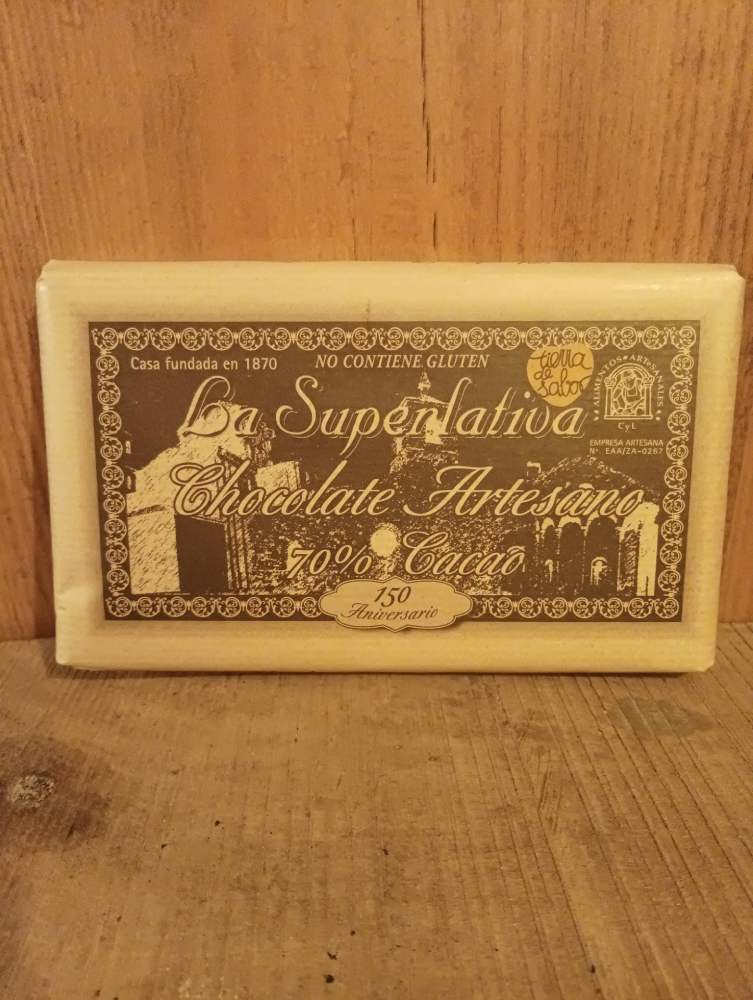 Casa fundada en 1870
NO CONTIENE GLUTEN
tierra
de
sabor
ALIMENTOS • ARTESANALES
CyL
EMPRESA ARTESANA
Nº EAA/ZA-0267
La Superlativa
Chocolate Artesano
70% Cacao
150
Aniversario